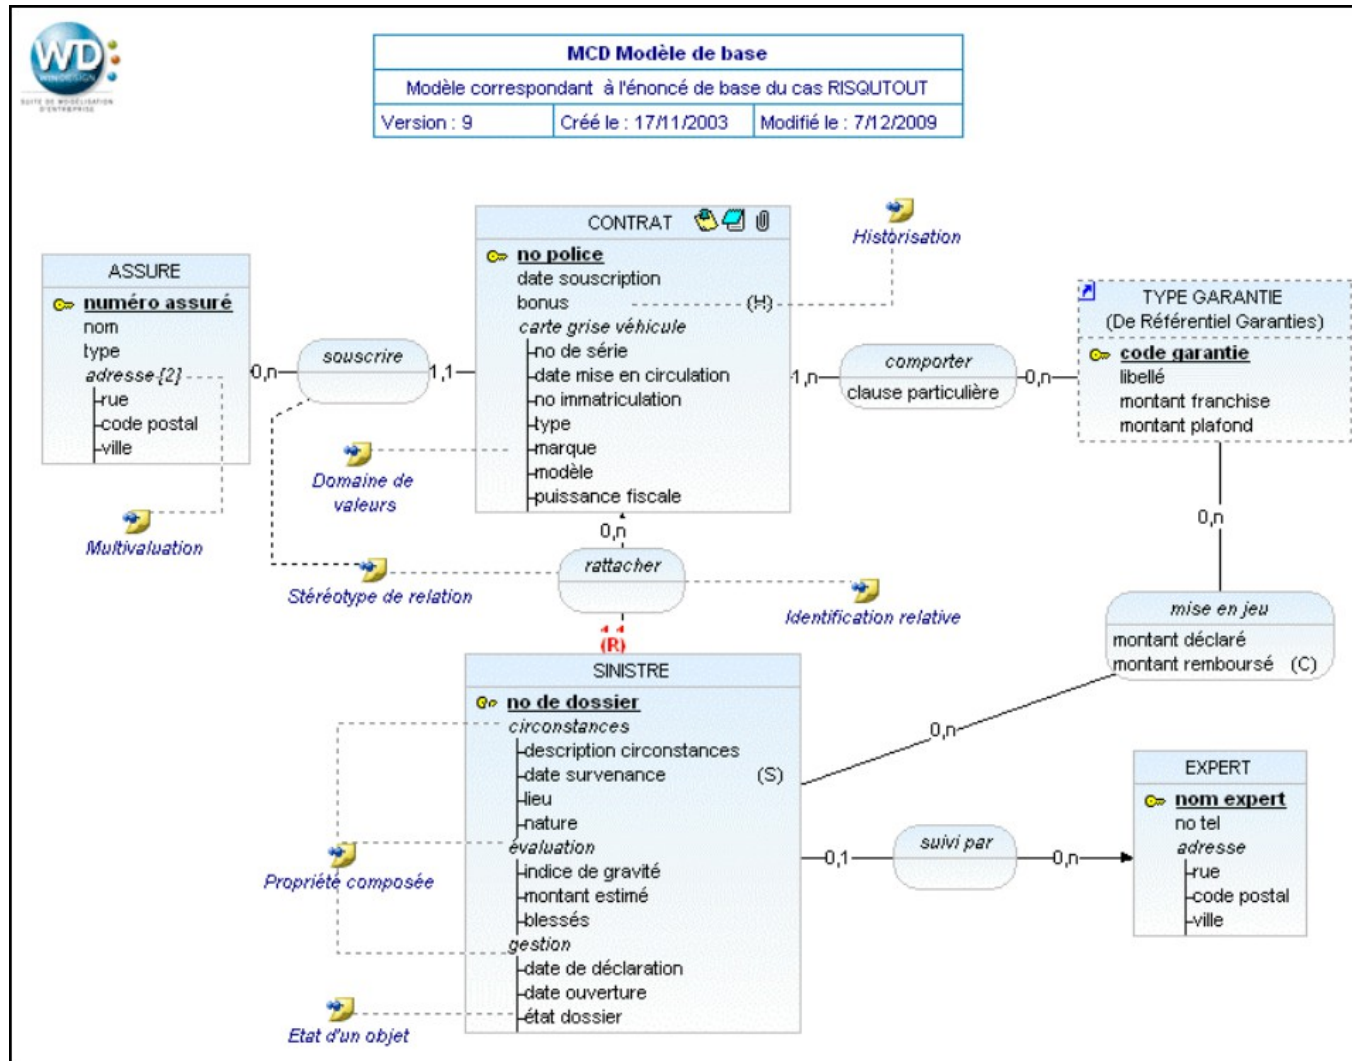 WD
WIN DESIGN
SUITE DE MODELISATION
D'ENTREPRISE
MCD Modèle de base
Modèle correspondant à l'énoncé de base du cas RISQUTOUT
Version : 9
Créé le : 17/11/2003
Modifié le : 7/12/2009
ASSURE
numéro assuré
nom
type
adresse [2]
rue
code postal
ville
Multivaluation
0,n
souscrire
1,1
CONTRAT
no police
date souscription
bonus (H)
carte grise véhicule
no de série
date mise en circulation
no immatriculation
type
marque
modèle
puissance fiscale
Historisation
Domaine de
valeurs
1,n
comporter
clause particulière
0,n
TYPE GARANTIE
(De Référentiel Garanties)
code garantie
libellé
montant franchise
montant plafond
0,n
rattacher
Stéréotype de relation
Identification relative
(R)
0,n
mise en jeu
montant déclaré
montant remboursé (C)
0,n
SINISTRE
no de dossier
circonstances
description circonstances
date survenance (S)
lieu
nature
évaluation
indice de gravité
montant estimé
blessés
gestion
date de déclaration
date ouverture
état dossier
Propriété composée
Etat d'un objet
0,1
suivi par
0,n
EXPERT
nom expert
no tel
adresse
rue
code postal
ville